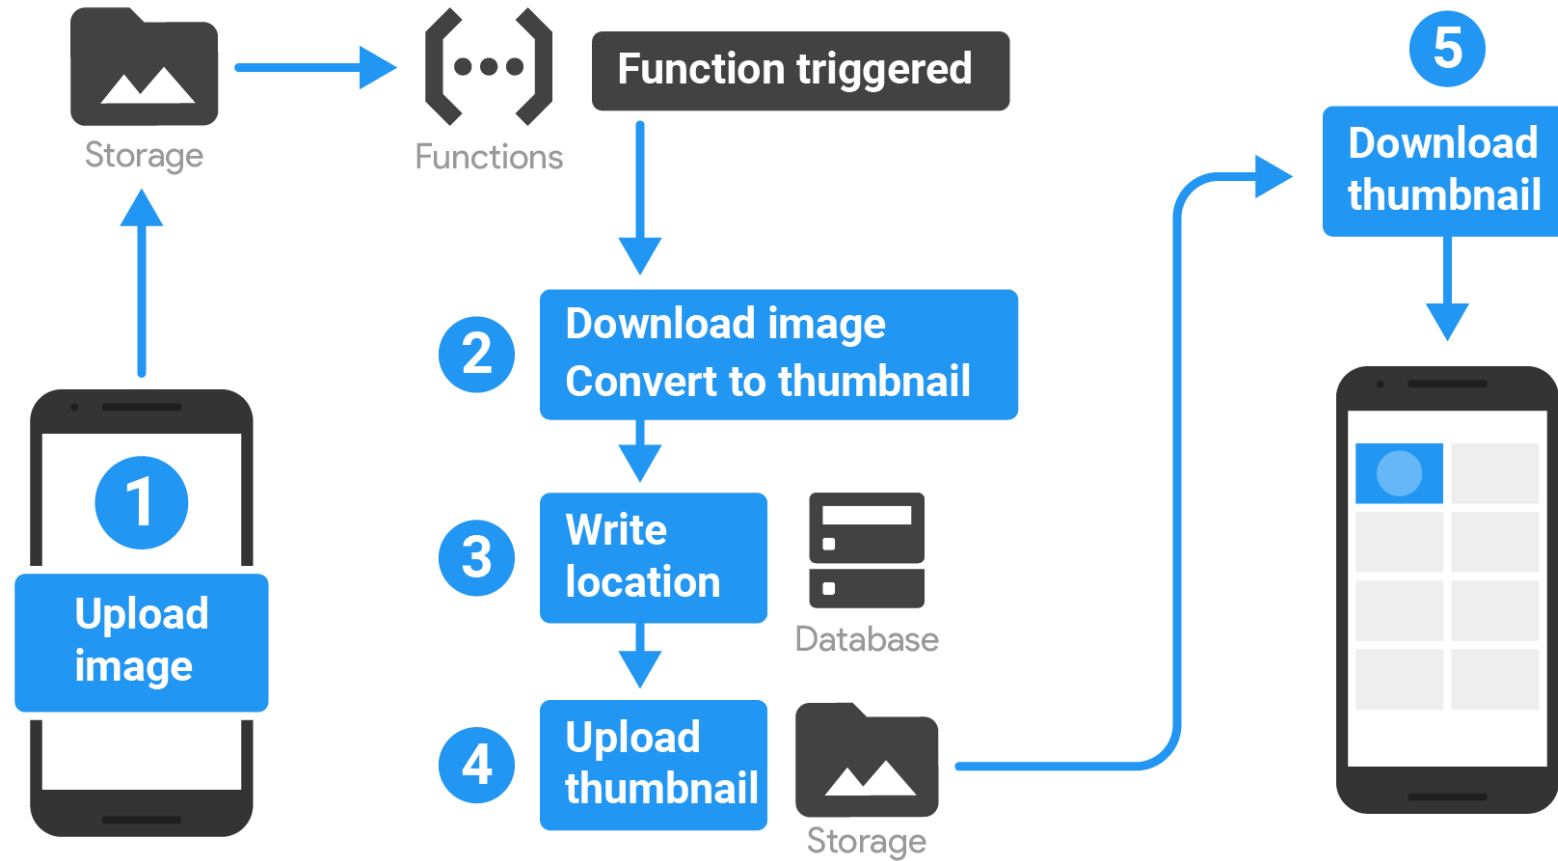 Storage
Functions
Function triggered
1
Upload
image
2
Download image
Convert to thumbnail
3
Write
location
Database
4
Upload
thumbnail
Storage
5
Download
thumbnail